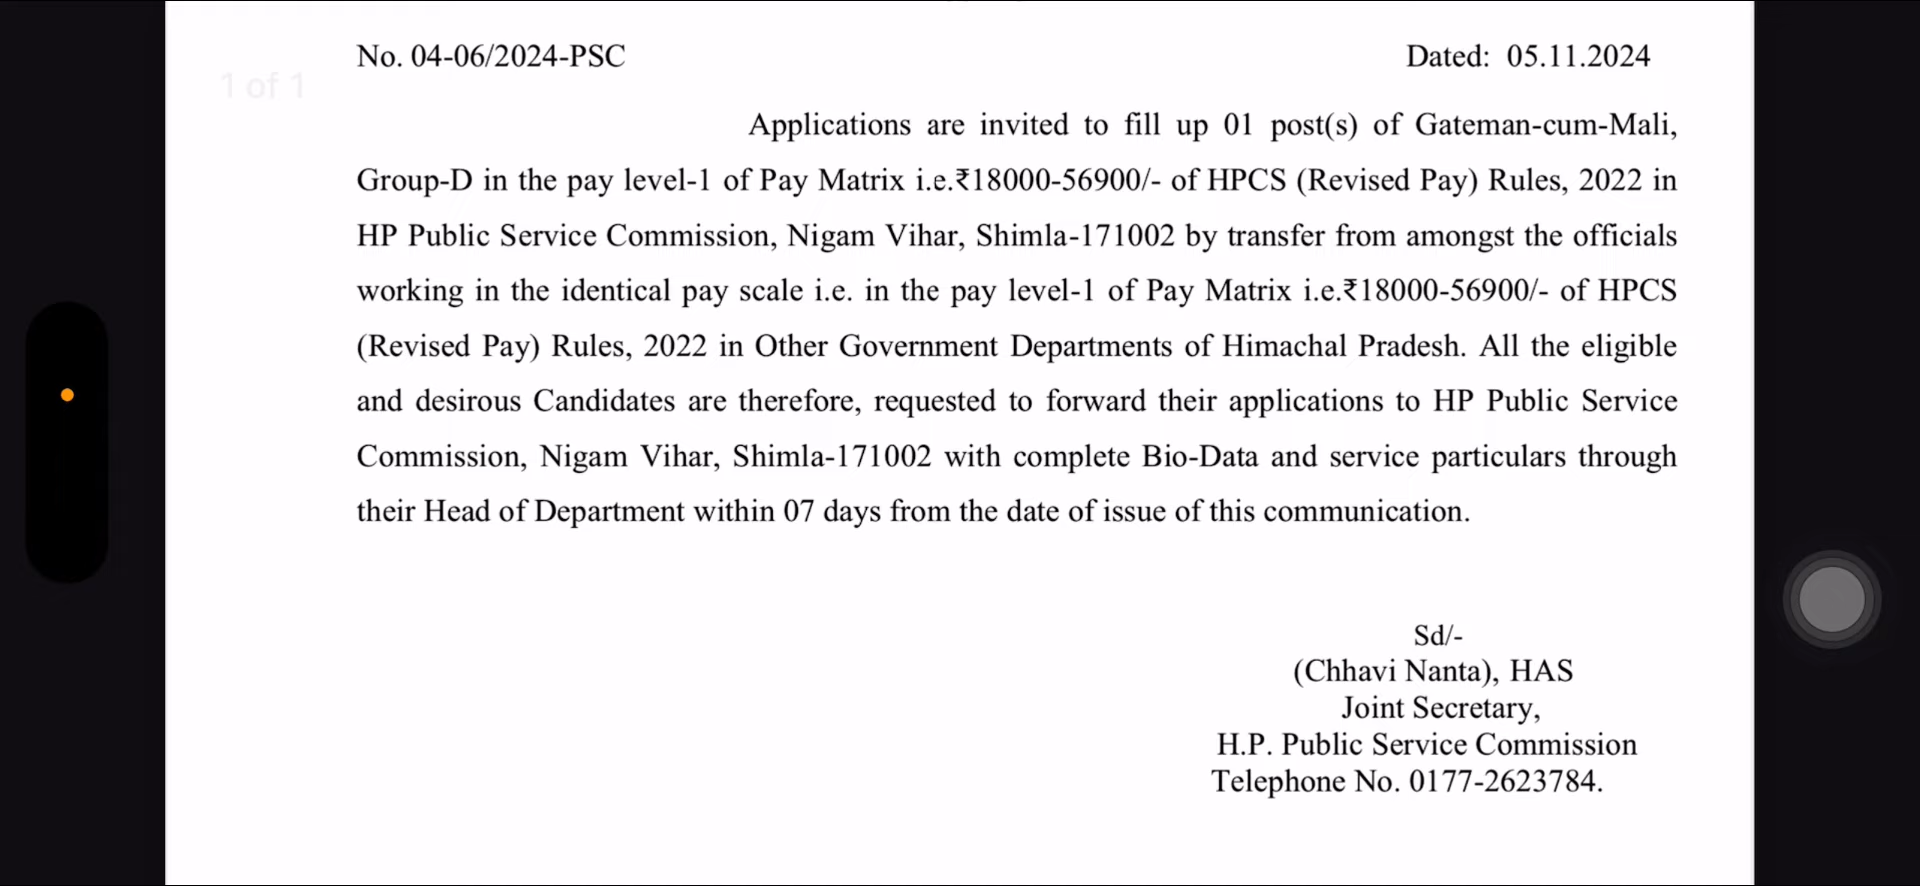 No. 04-06/2024-PSC Dated: 05.11.2024
1 of 1
Applications are invited to fill up 01 post(s) of Gateman-cum-Mali,
Group-D in the pay level-1 of Pay Matrix i.e.₹18000-56900/- of HPCS (Revised Pay) Rules, 2022 in
HP Public Service Commission, Nigam Vihar, Shimla-171002 by transfer from amongst the officials
working in the identical pay scale i.e. in the pay level-1 of Pay Matrix i.e.₹18000-56900/- of HPCS
(Revised Pay) Rules, 2022 in Other Government Departments of Himachal Pradesh. All the eligible
and desirous Candidates are therefore, requested to forward their applications to HP Public Service
Commission, Nigam Vihar, Shimla-171002 with complete Bio-Data and service particulars through
their Head of Department within 07 days from the date of issue of this communication.
Sd/-
(Chhavi Nanta), HAS
Joint Secretary,
H.P. Public Service Commission
Telephone No. 0177-2623784.